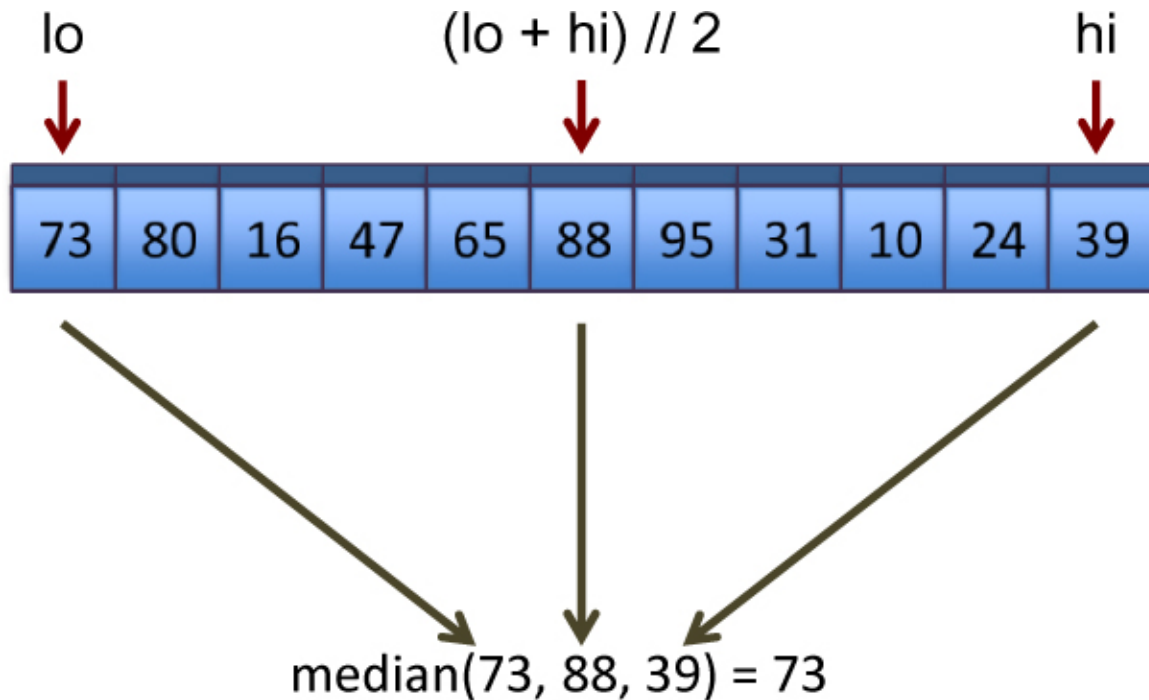 lo (lo + hi) // 2 hi
73 80 16 47 65 88 95 31 10 24 39
median(73, 88, 39) = 73